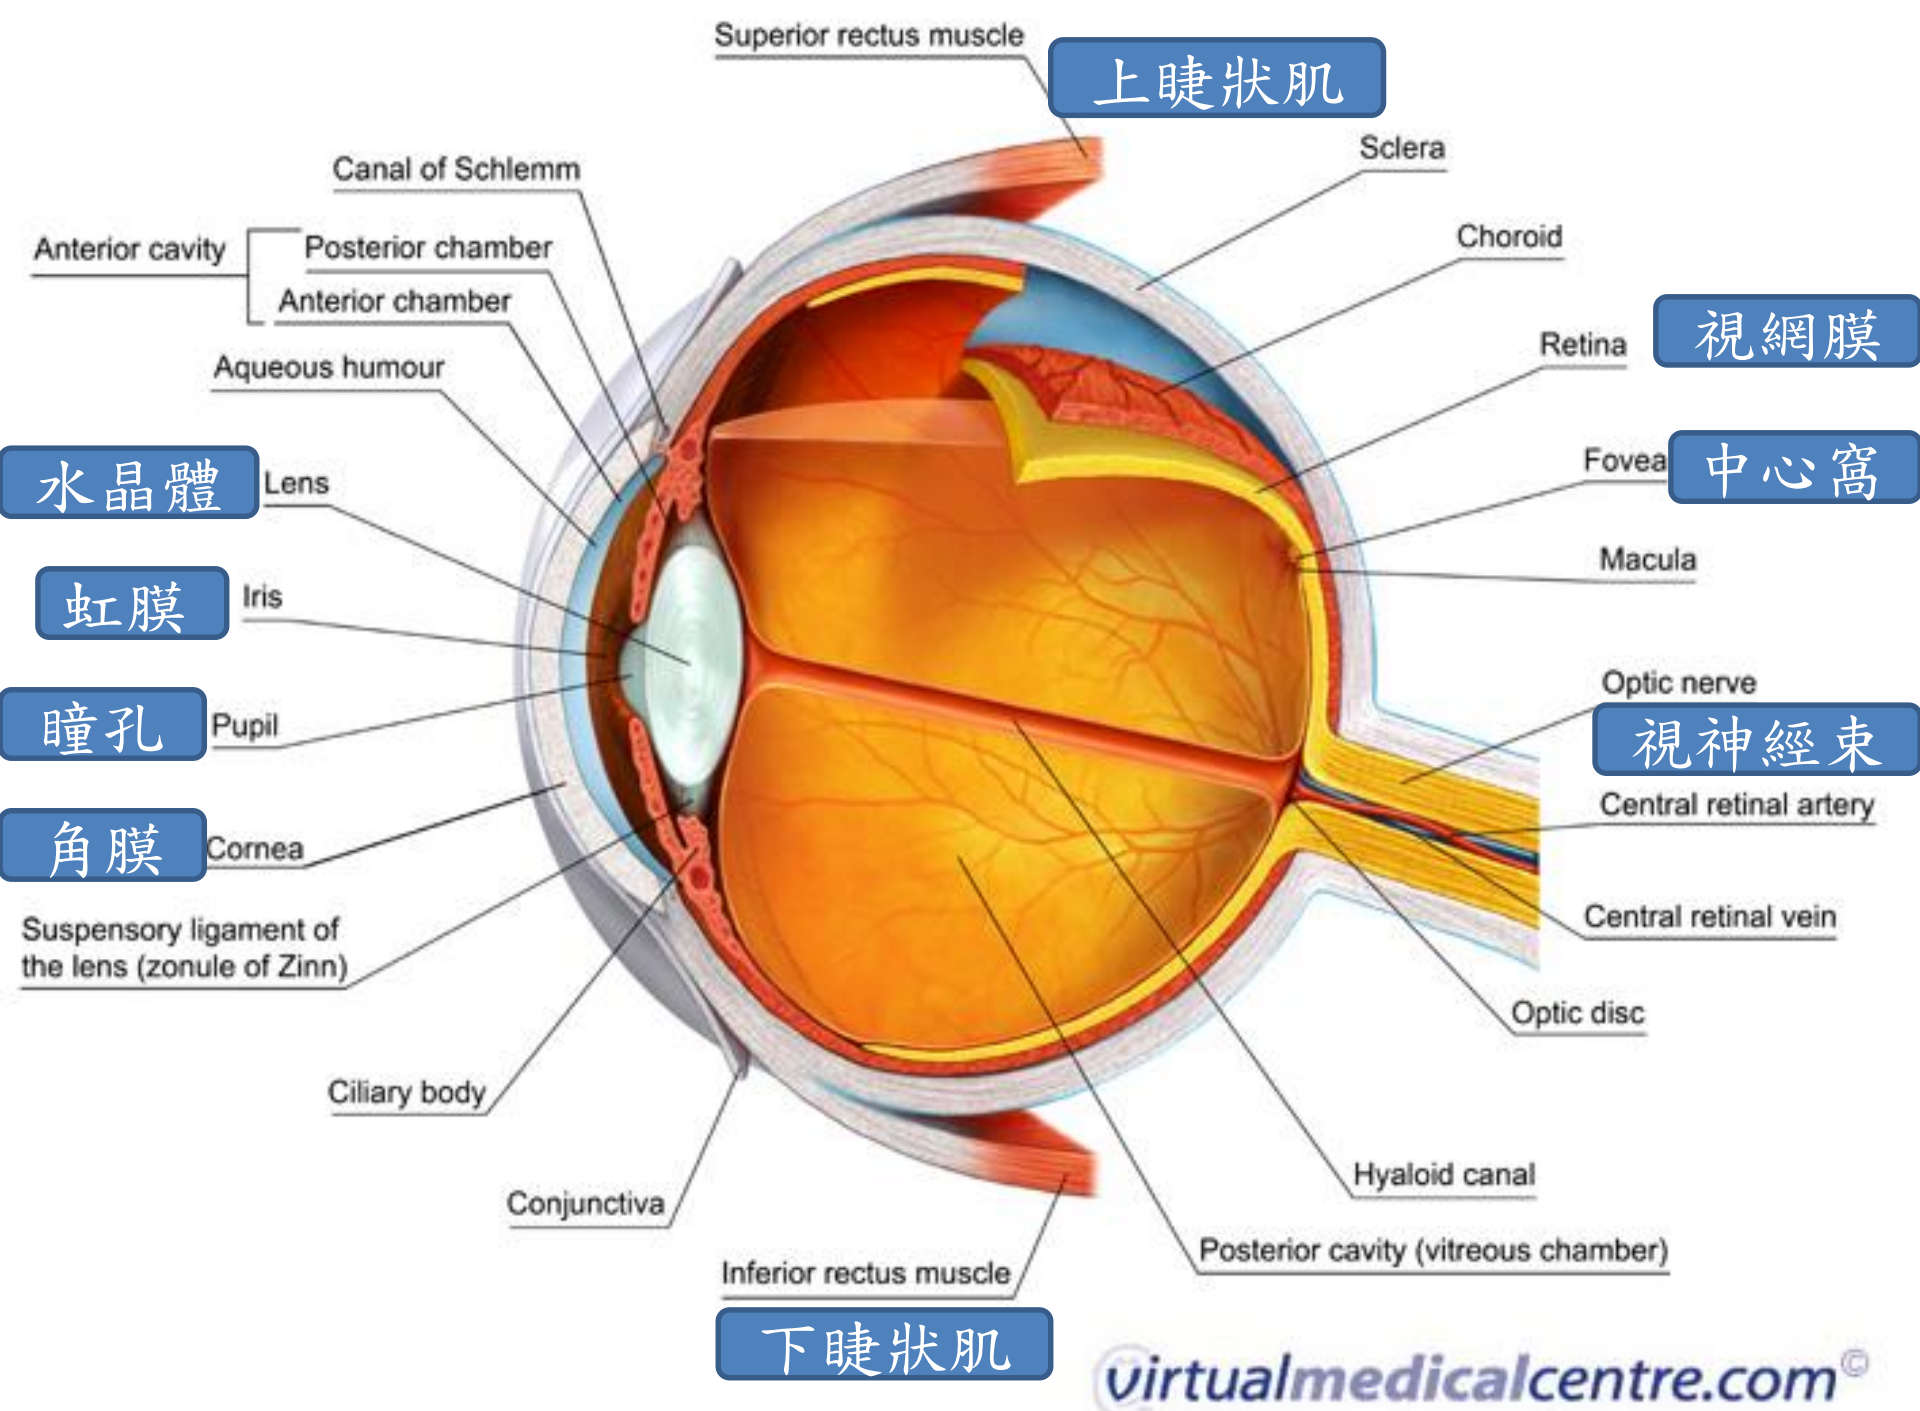 Superior rectus muscle
上睫狀肌
Sclera
Canal of Schlemm
Choroid
Anterior cavity
Posterior chamber
Anterior chamber
Retina
視網膜
Aqueous humour
Fovea
中心窩
水晶體
Lens
Macula
虹膜
Iris
Optic nerve
視神經束
瞳孔
Pupil
Central retinal artery
角膜
Cornea
Central retinal vein
Suspensory ligament of
the lens (zonule of Zinn)
Optic disc
Ciliary body
Hyaloid canal
Conjunctiva
Posterior cavity (vitreous chamber)
Inferior rectus muscle
下睫狀肌
virtualmedicalcentre.com©